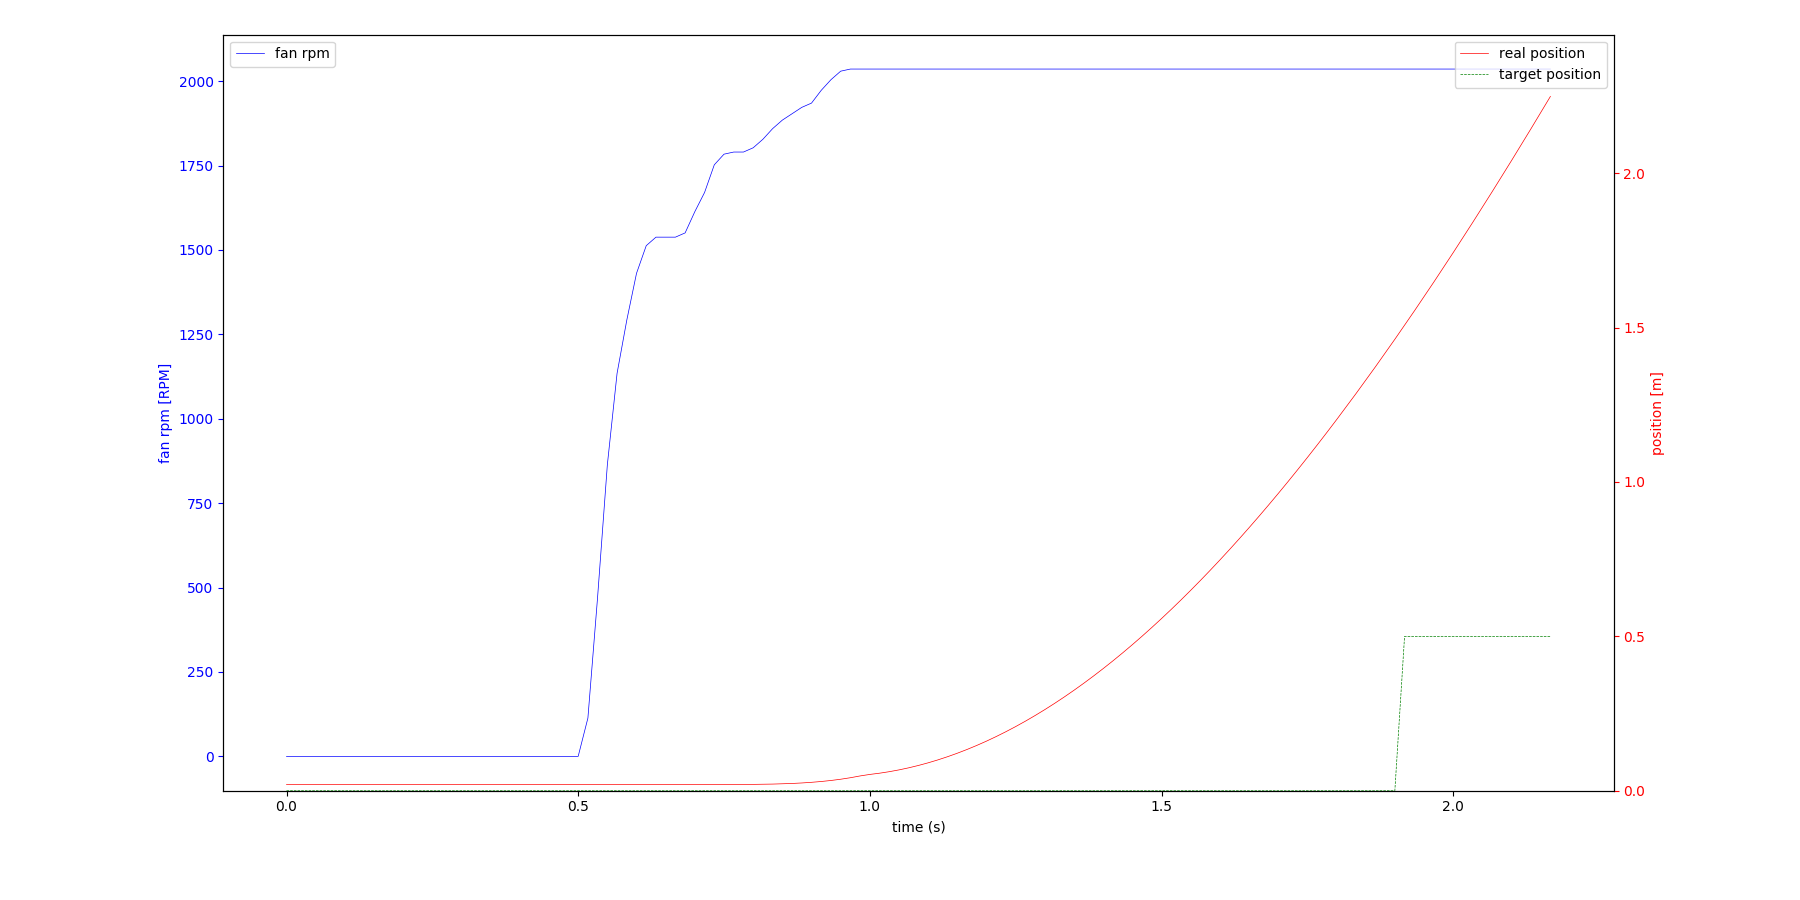 fan rpm
real position
target position
2000
1750
1500
1250
1000
750
500
250
0
fan rpm [RPM]
2.0
1.5
1.0
0.5
0.0
position [m]
0.0 0.5 1.0 1.5 2.0
time (s)